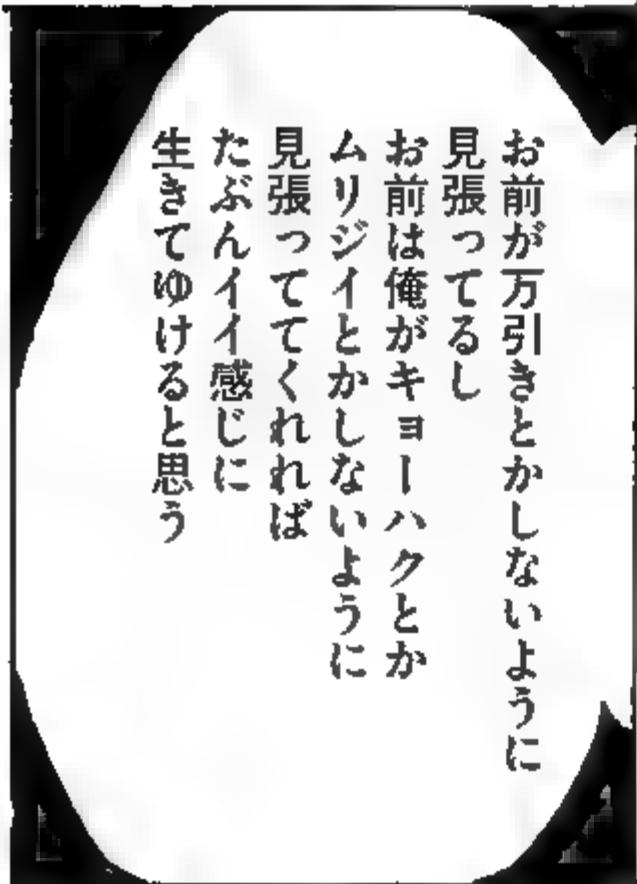 お前が万引きとかしないように
見張ってるし
お前は俺がキョーハクとか
ムリジイとかしないように
見張っててくれれば
たぶんイイ感じに
生きてゆけると思う